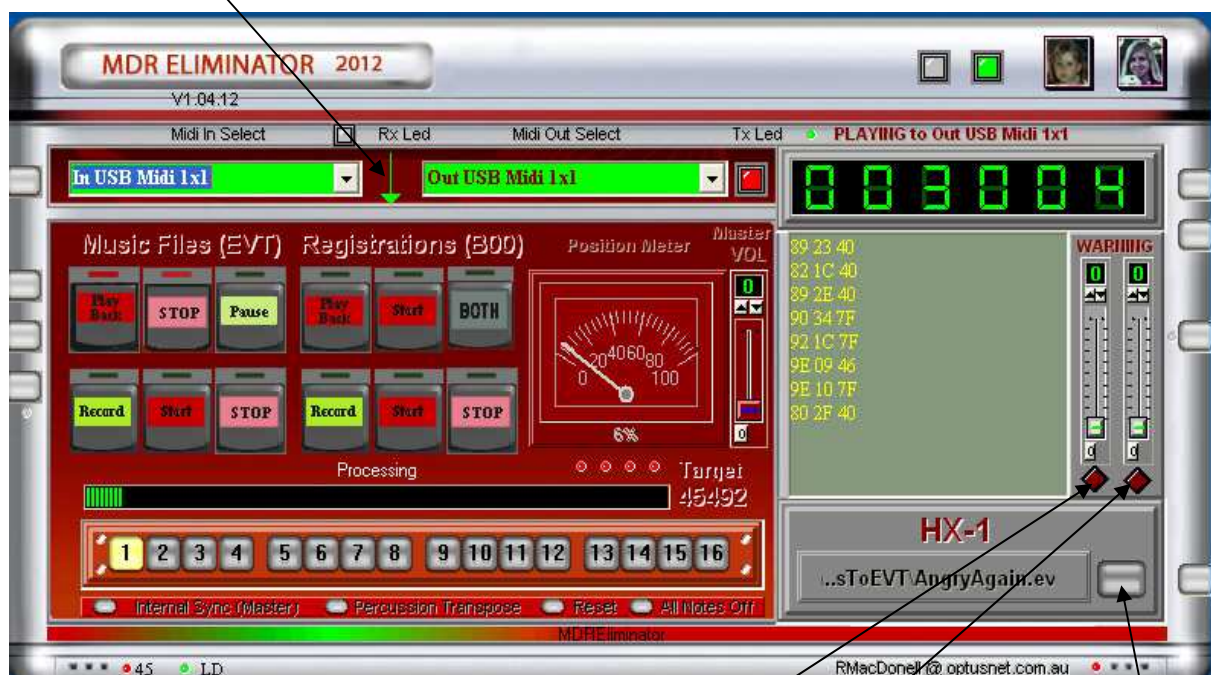 MDR ELIMINATOR 2012
V1.04.12
Midi In Select Rx Led Midi Out Select Tx Led PLAYING to Out USB Midi 1x1
In USB Midi 1x1 Out USB Midi 1x1
003004
Music Files (EVT) Registrations (B00) Position Meter Master VOL
WARNING
89 23 40
82 1C 40
89 2E 40
90 34 7F
92 1C 7F
9E 09 46
9E 10 7F
80 2F 40
0 0 0
Play Back STOP Pause Play Back Start BOTH
0 20 40 60 80 100
Record Start STOP Record Start STOP
6% 0 0 0
Processing Target
45492
1 2 3 4 5 6 7 8 9 10 11 12 13 14 15 16
HX-1
..sToEVT\AngryAgain.ev
Internal Sync (Master) Percussion Transpose Reset All Notes Off
MDREliminator
45 LD RMacDonell@optusnet.com.au